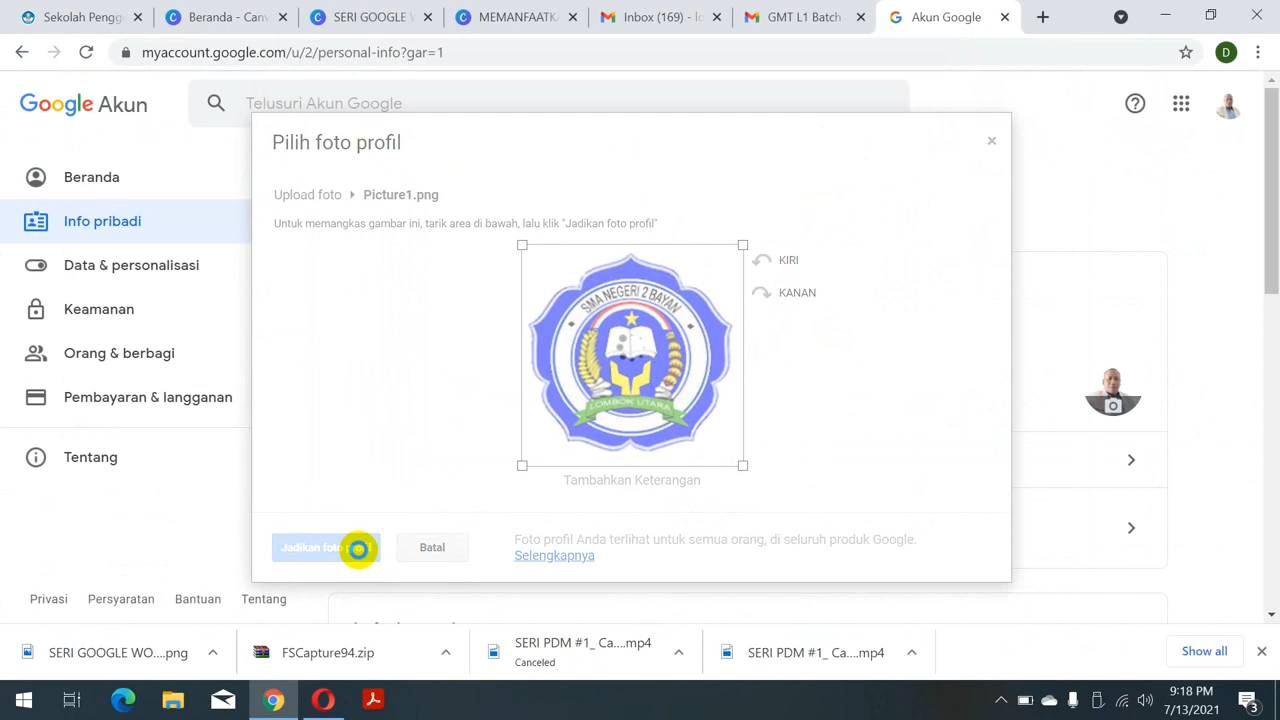 Sekolah Pengg
Beranda - Canv
SERI GOOGLE W
MEMANFAATK
Inbox (169) - lc
GMT L1 Batch
Akun Google
myaccount.google.com/u/2/personal-info?gar=1
D
Google Akun
Telusuri Akun Google
Pilih foto profil
Beranda
Upload foto
Picture1.png
Info pribadi
Untuk memangkas gambar ini, tarik area di bawah, lalu klik "Jadikan foto profil"
Data & personalisasi
KIRI
KANAN
SMA NEGERI 2 BAYAN
LOMBOK UTARA
Keamanan
Orang & berbagi
Pembayaran & langganan
Tentang
Tambahkan Keterangan
Jadikan foto profil
Batal
Foto profil Anda terlihat untuk semua orang, di seluruh produk Google.
Selengkapnya
Privasi
Persyaratan
Bantuan
Tentang
SERI GOOGLE WO....png
FSCapture94.zip
SERI PDM #1_ Ca....mp4
Canceled
SERI PDM #1_ Ca....mp4
Show all
9:18 PM
7/13/2021
3